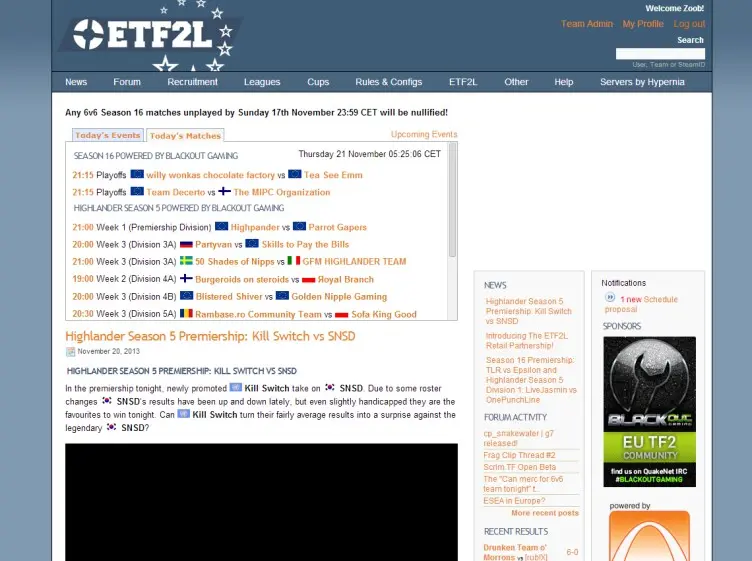 ETF2L
Welcome Zoob!
Team Admin My Profile Log out
Search
User, Team or SteamID
News Forum Recruitment Leagues Cups Rules & Configs ETF2L Other Help Servers by Hypernia
Any 6v6 Season 16 matches unplayed by Sunday 17th November 23:59 CET will be nullified!
Today's Events Today's Matches Upcoming Events
SEASON 16 POWERED BY BLACKOUT GAMING Thursday 21 November 05:25:06 CET
21:15 Playoffs willy wonkas chocolate factory vs Tea See Emm
21:15 Playoffs Team Decerto vs The MIPC Organization
HIGHLANDER SEASON 5 POWERED BY BLACKOUT GAMING
21:00 Week 1 (Premiership Division) Highpander vs Parrot Gapers
20:00 Week 3 (Division 3A) Partyvan vs Skills to Pay the Bills
21:00 Week 3 (Division 3A) 50 Shades of Nipps vs GFM HIGHLANDER TEAM
19:00 Week 2 (Division 4A) Burgeroids on steroids vs Яoyal Branch
20:00 Week 3 (Division 4B) Blistered Shiver vs Golden Nipple Gaming
20:30 Week 3 (Division 5A) Rambase.ro Community Team vs Sofa King Good
Highlander Season 5 Premiership: Kill Switch vs SNSD
November 20, 2013
HIGHLANDER SEASON 5 PREMIERSHIP: KILL SWITCH VS SNSD
In the premiership tonight, newly promoted Kill Switch take on SNSD. Due to some roster
changes SNSD's results have been up and down lately, but even slightly handicapped they are the
favourites to win tonight. Can Kill Switch turn their fairly average results into a surprise against the
legendary SNSD?
NEWS
Highlander Season 5
Premiership: Kill Switch
vs SNSD
Introducing The ETF2L
Retail Partnership!
Season 16 Premiership:
TLR vs Epsilon and
Highlander Season 5
Division 1: LiveJasmin vs
OnePunchLine
FORUM ACTIVITY
cp_snakewater | g7
released!
Frag Clip Thread #2
Scrim.TF Open Beta
The "Can merc for 6v6
team tonight" t...
ESEA in Europe?
More recent posts
RECENT RESULTS
Drunken Team o'
Morrons vs [rob!X] 6-0
Notifications
1 new Schedule
proposal
SPONSORS
BLACKOUT
GAMING
EU TF2
COMMUNITY
find us on QuakeNet IRC
#BLACKOUTGAMING
powered by